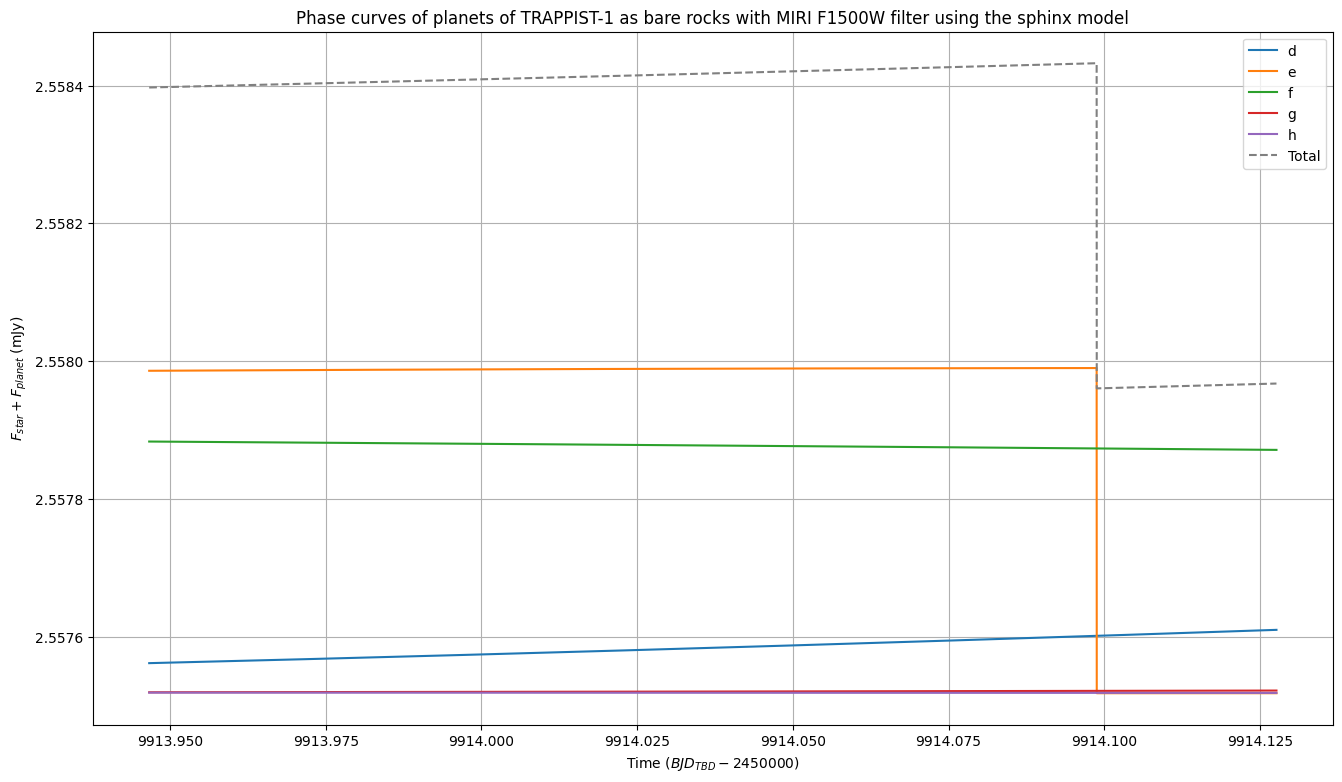 Phase curves of planets of TRAPPIST-1 as bare rocks with MIRI F1500W filter using the sphinx model
d
e
f
g
h
Total
2.5584
2.5582
2.5580
2.5578
2.5576
F_star + F_planet (mJy)
9913.950 9913.975 9914.000 9914.025 9914.050 9914.075 9914.100 9914.125
Time (BJD_TBD − 2450000)